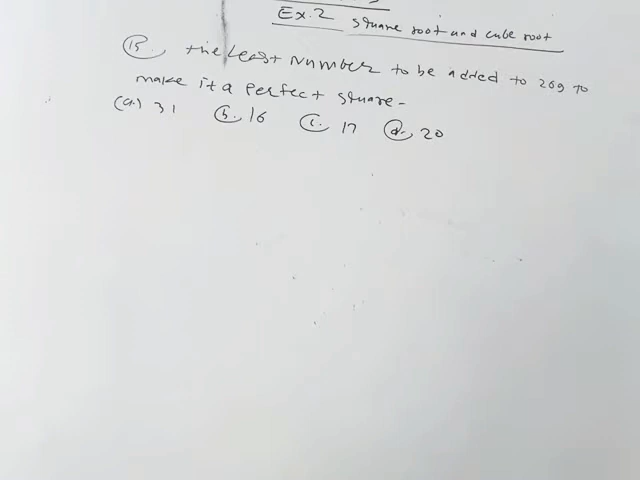 Ex.2 square root and cube root
15. the Least number to be added to 269 to
make it a perfect square-
(a.) 31 b. 16 c. 17 d. 20